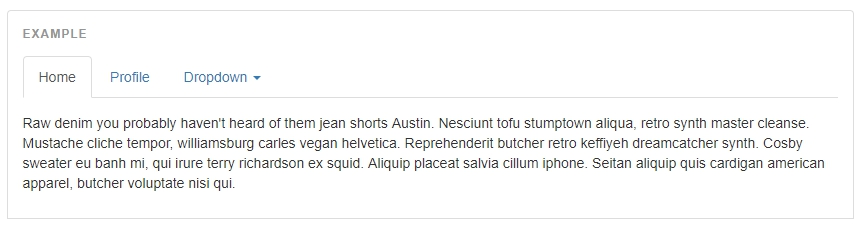 EXAMPLE
Home Profile Dropdown
Raw denim you probably haven't heard of them jean shorts Austin. Nesciunt tofu stumptown aliqua, retro synth master cleanse.
Mustache cliche tempor, williamsburg carles vegan helvetica. Reprehenderit butcher retro keffiyeh dreamcatcher synth. Cosby
sweater eu banh mi, qui irure terry richardson ex squid. Aliquip placeat salvia cillum iphone. Seitan aliquip quis cardigan american
apparel, butcher voluptate nisi qui.